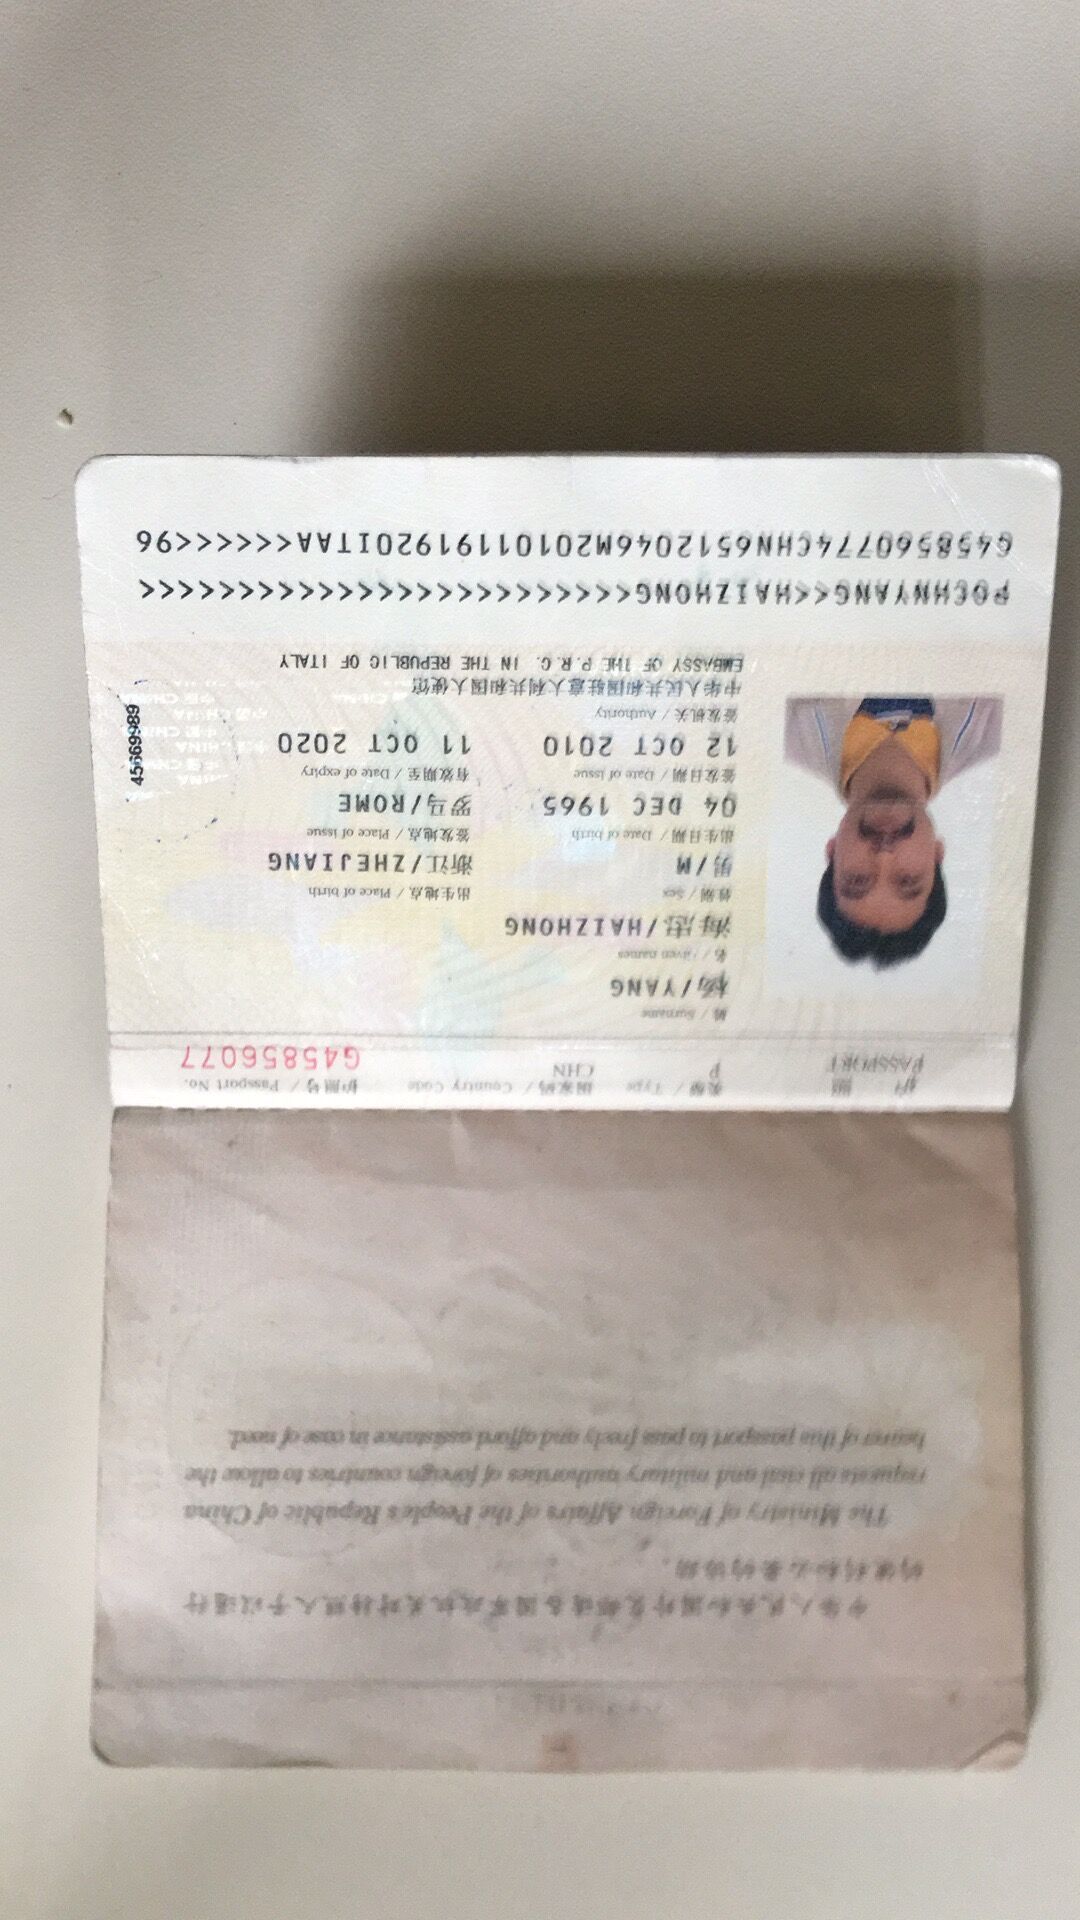 中华人民共和国外交部请各国军政机关对持照人予以通行
的便利和必要的协助。
The Ministry of Foreign Affairs of the People's Republic of China
requests all civil and military authorities of foreign countries to allow the
bearer of this passport to pass freely and afford assistance in case of need.
护 照 类型 / Type 国家码 / Country Code 护照号 / Passport No.
PASSPORT P CHN G45856077
姓 / Surname
杨/YANG
名 / Given names
海忠/HAIZHONG
性别 / Sex 出生地点 / Place of birth
男/M 浙江/ZHEJIANG
出生日期 / Date of birth 签发地点 / Place of issue
04 DEC 1965 罗马/ROME
签发日期 / Date of issue 有效期至 / Date of expiry
12 OCT 2010 11 OCT 2020
签发机关 / Authority
中华人民共和国驻意大利共和国大使馆
EMBASSY OF THE P.R.C. IN THE REPUBLIC OF ITALY
45669989
POCHNYANG<<HAIZHONG<<<<<<<<<<<<<<<<<<<<<<<<<
G458560774CHN6512046M20101191920ITAA<<<<<<96